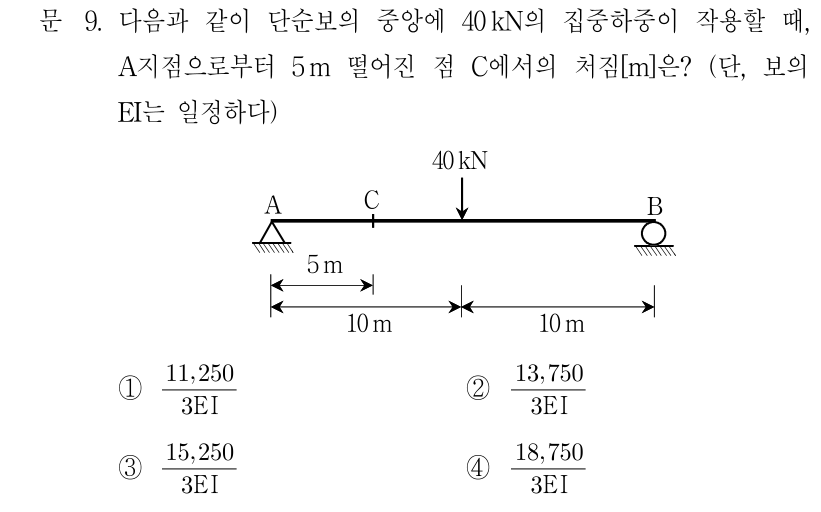 문 9. 다음과 같이 단순보의 중앙에 40 kN의 집중하중이 작용할 때,
A지점으로부터 5 m 떨어진 점 C에서의 처짐[m]은? (단, 보의
EI는 일정하다)
40 kN
A C B
5 m
10 m 10 m
① 11,250/3EI ② 13,750/3EI
③ 15,250/3EI ④ 18,750/3EI